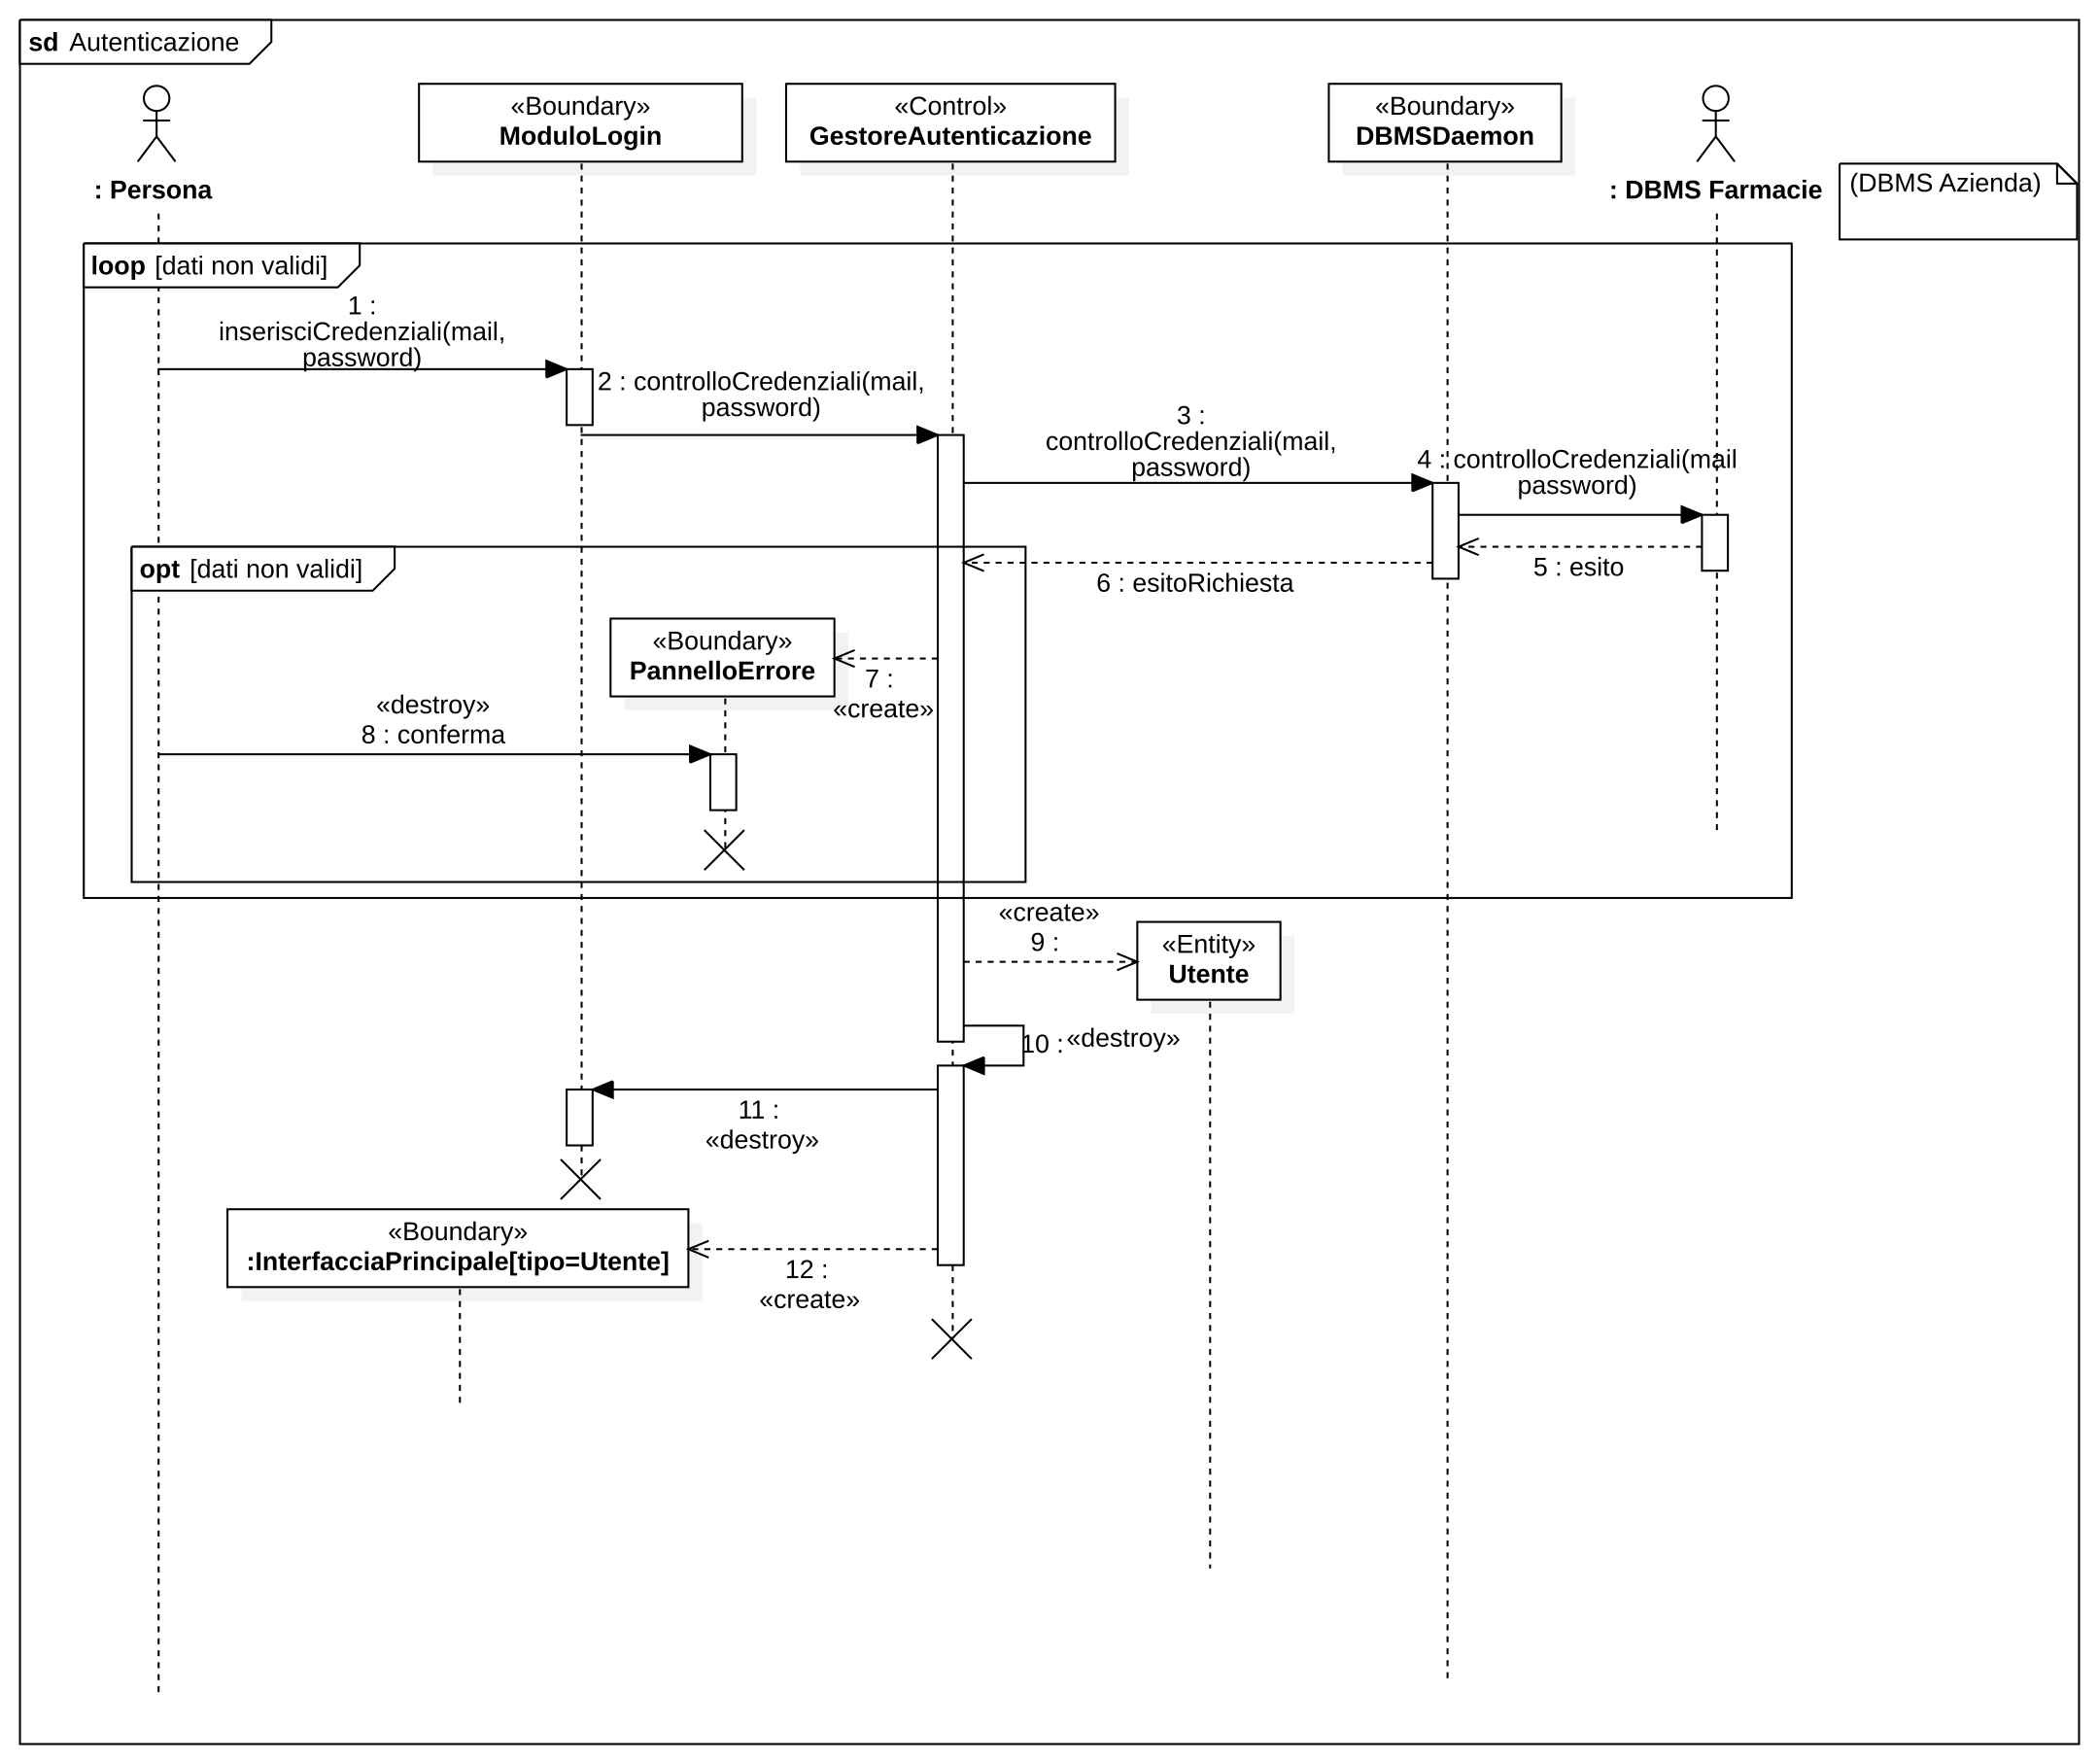 sd Autenticazione
«Boundary»
ModuloLogin
«Control»
GestoreAutenticazione
«Boundary»
DBMSDaemon
: Persona
: DBMS Farmacie
(DBMS Azienda)
loop [dati non validi]
1 :
inserisciCredenziali(mail,
password)
2 : controlloCredenziali(mail,
password)
3 :
controlloCredenziali(mail,
password)
4 : controlloCredenziali(mail
password)
opt [dati non validi]
5 : esito
6 : esitoRichiesta
«Boundary»
PannelloErrore
7 :
«create»
«destroy»
8 : conferma
«create»
9 :
«Entity»
Utente
10 : «destroy»
11 :
«destroy»
«Boundary»
:InterfacciaPrincipale[tipo=Utente]
12 :
«create»